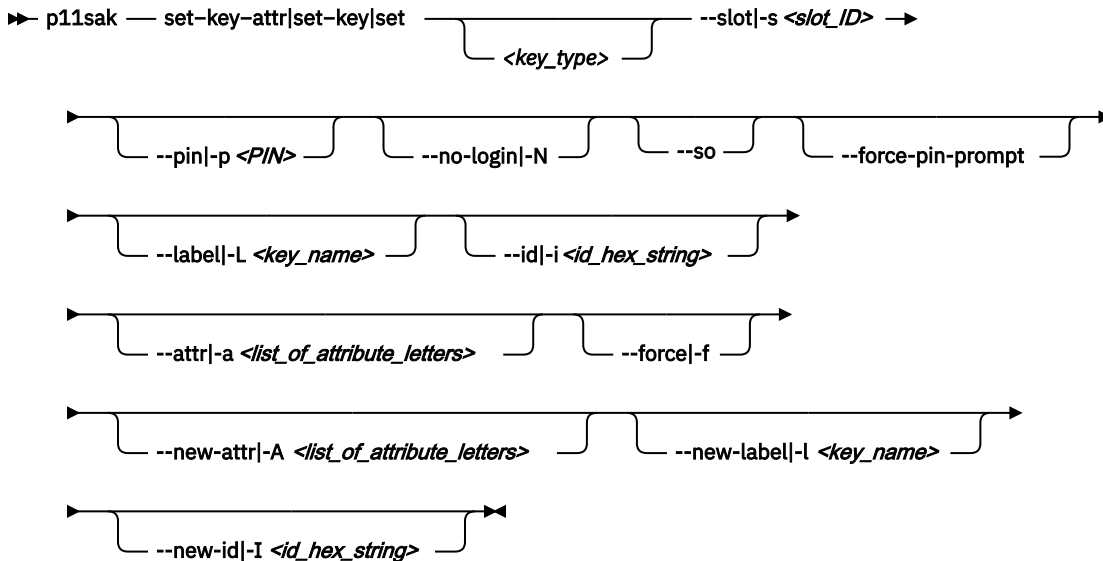 p11sak set–key–attr|set–key|set --slot|-s <slot_ID>
<key_type>
--pin|-p <PIN> --no-login|-N --so --force-pin-prompt
--label|-L <key_name> --id|-i <id_hex_string>
--attr|-a <list_of_attribute_letters> --force|-f
--new-attr|-A <list_of_attribute_letters> --new-label|-l <key_name>
--new-id|-I <id_hex_string>